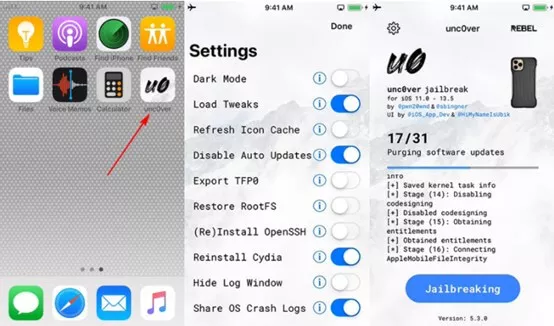 9:41 AM
Tips
Podcasts
Find iPhone
Find Friends
Files
Voice Memos
Calculator
unc0ver
9:41 AM
Done
Settings
Dark Mode
Load Tweaks
Refresh Icon Cache
Disable Auto Updates
Export TFP0
Restore RootFS
(Re)Install OpenSSH
Reinstall Cydia
Hide Log Window
Share OS Crash Logs
9:41 AM
REBEL
u0
unc0ver jailbreak
for iOS 11.0 - 13.5
by @pwn20wnd & @sbingner
UI by @iOS_App_Dev & @HiMyNameIsUbik
17/31
Purging software updates
info
[*] Saved kernel task info
[*] Stage (14): Disabling
codesigning
[*] Disabled codesigning
[*] Stage (15): Obtaining
entitlements
[*] Obtained entitlements
[*] Stage (16): Connecting
AppleMobileFileIntegrity
Jailbreaking
Version: 5.3.0